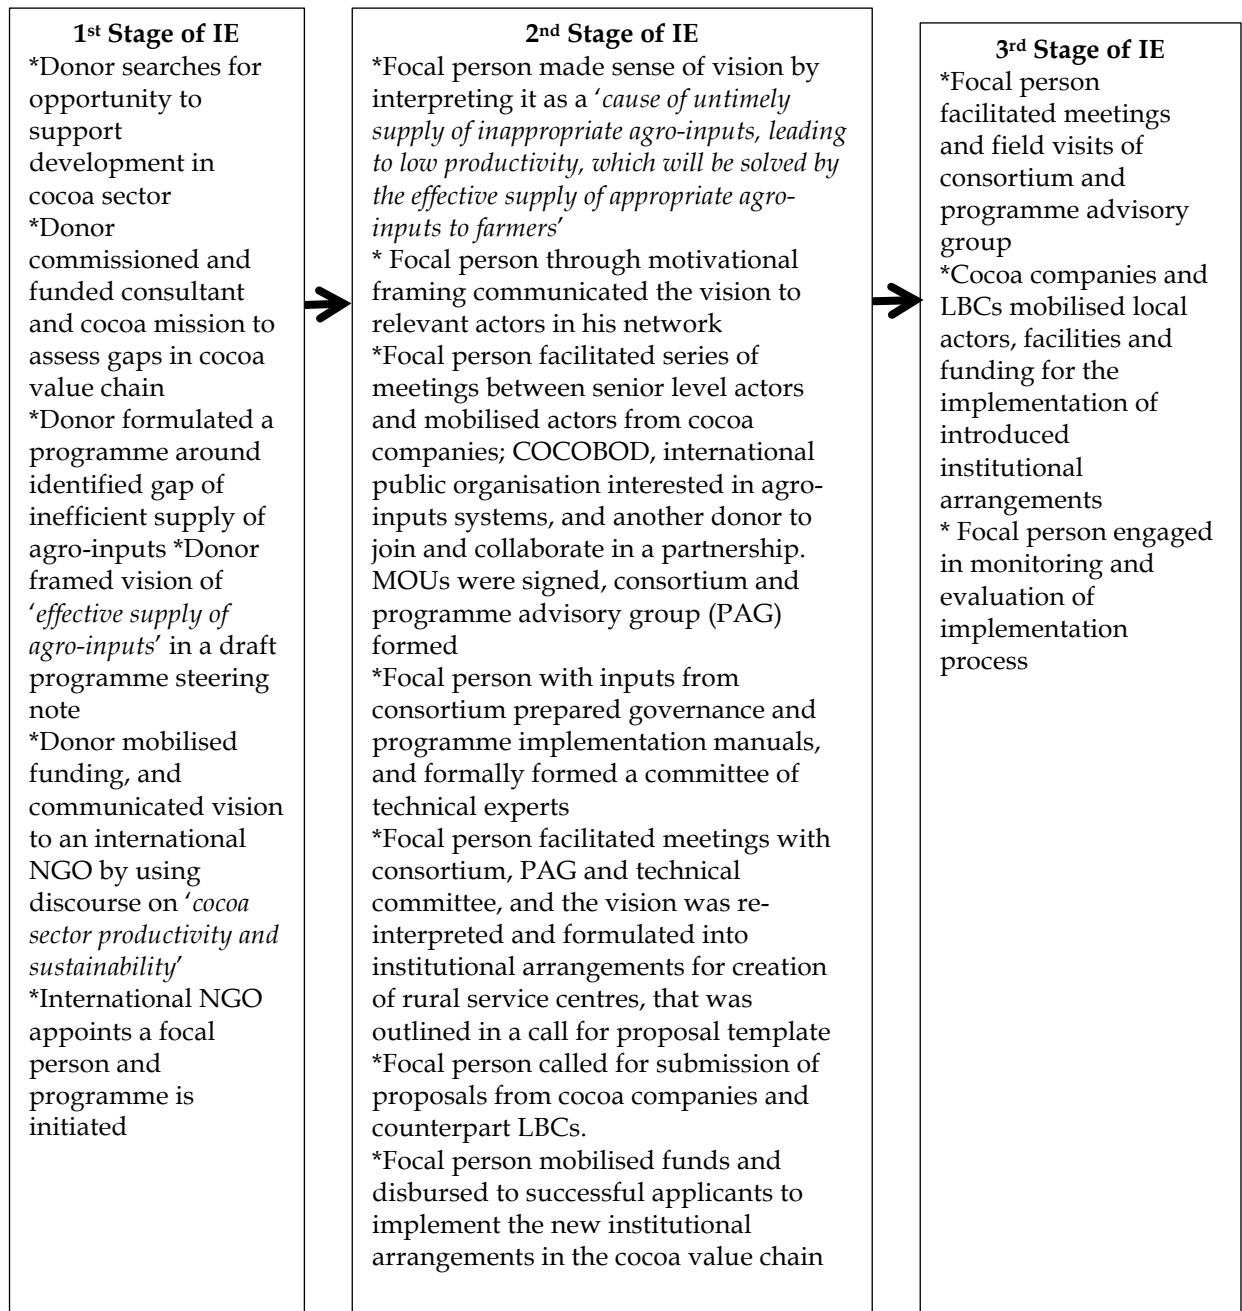 1st Stage of IE
*Donor searches for
opportunity to
support
development in
cocoa sector
*Donor
commissioned and
funded consultant
and cocoa mission to
assess gaps in cocoa
value chain
*Donor formulated a
programme around
identified gap of
inefficient supply of
agro-inputs *Donor
framed vision of
‘effective supply of
agro-inputs’ in a draft
programme steering
note
*Donor mobilised
funding, and
communicated vision
to an international
NGO by using
discourse on ‘cocoa
sector productivity and
sustainability’
*International NGO
appoints a focal
person and
programme is
initiated
2nd Stage of IE
*Focal person made sense of vision by
interpreting it as a ‘cause of untimely
supply of inappropriate agro-inputs, leading
to low productivity, which will be solved by
the effective supply of appropriate agro-
inputs to farmers’
* Focal person through motivational
framing communicated the vision to
relevant actors in his network
*Focal person facilitated series of
meetings between senior level actors
and mobilised actors from cocoa
companies; COCOBOD, international
public organisation interested in agro-
inputs systems, and another donor to
join and collaborate in a partnership.
MOUs were signed, consortium and
programme advisory group (PAG)
formed
*Focal person with inputs from
consortium prepared governance and
programme implementation manuals,
and formally formed a committee of
technical experts
*Focal person facilitated meetings with
consortium, PAG and technical
committee, and the vision was re-
interpreted and formulated into
institutional arrangements for creation
of rural service centres, that was
outlined in a call for proposal template
*Focal person called for submission of
proposals from cocoa companies and
counterpart LBCs.
*Focal person mobilised funds and
disbursed to successful applicants to
implement the new institutional
arrangements in the cocoa value chain
3rd Stage of IE
*Focal person
facilitated meetings
and field visits of
consortium and
programme advisory
group
*Cocoa companies and
LBCs mobilised local
actors, facilities and
funding for the
implementation of
introduced
institutional
arrangements
* Focal person engaged
in monitoring and
evaluation of
implementation
process